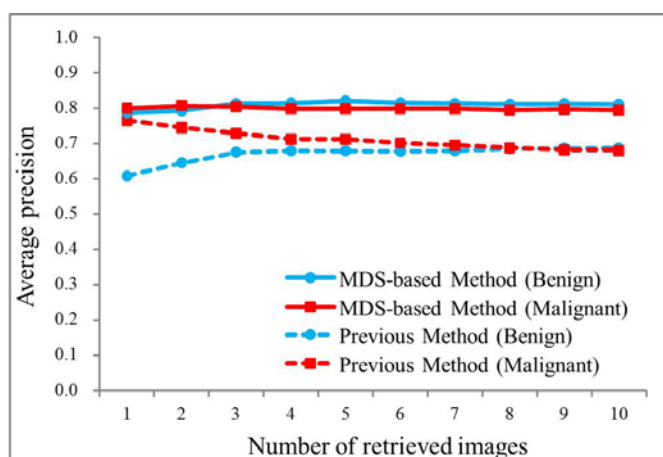 1.0
0.9
0.8
0.7
0.6
0.5
0.4
0.3
0.2
0.1
0.0
Average precision
MDS-based Method (Benign)
MDS-based Method (Malignant)
Previous Method (Benign)
Previous Method (Malignant)
1 2 3 4 5 6 7 8 9 10
Number of retrieved images